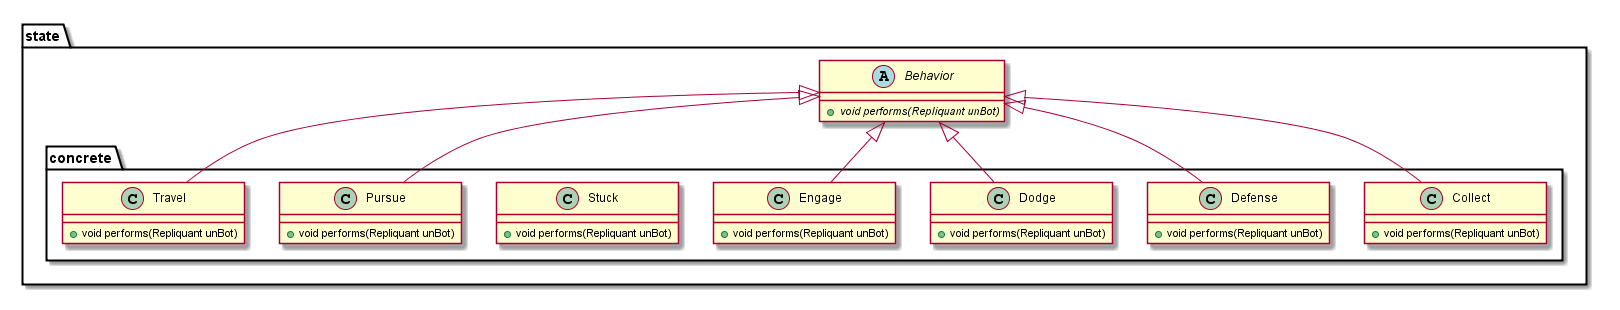 state
A Behavior
void performs(Repliquant unBot)
concrete
C Travel
void performs(Repliquant unBot)
C Pursue
void performs(Repliquant unBot)
C Stuck
void performs(Repliquant unBot)
C Engage
void performs(Repliquant unBot)
C Dodge
void performs(Repliquant unBot)
C Defense
void performs(Repliquant unBot)
C Collect
void performs(Repliquant unBot)